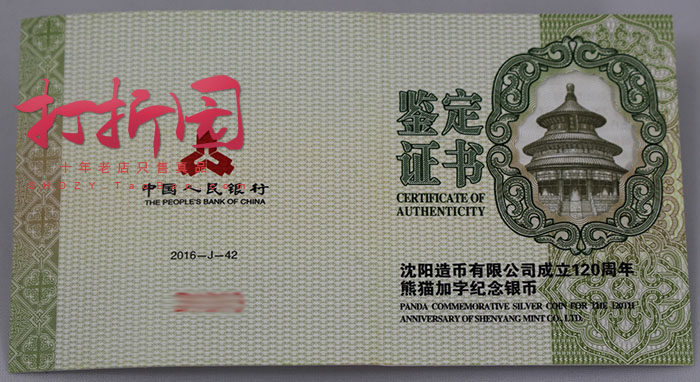 打折园
十年老店只售真品
中国人民银行
THE PEOPLE'S BANK OF CHINA
2016-J-42
鉴定
证书
CERTIFICATE OF
AUTHENTICITY
沈阳造币有限公司成立120周年
熊猫加字纪念银币
PANDA COMMEMORATIVE SILVER COIN FOR THE 120TH
ANNIVERSARY OF SHENYANG MINT CO., LTD.